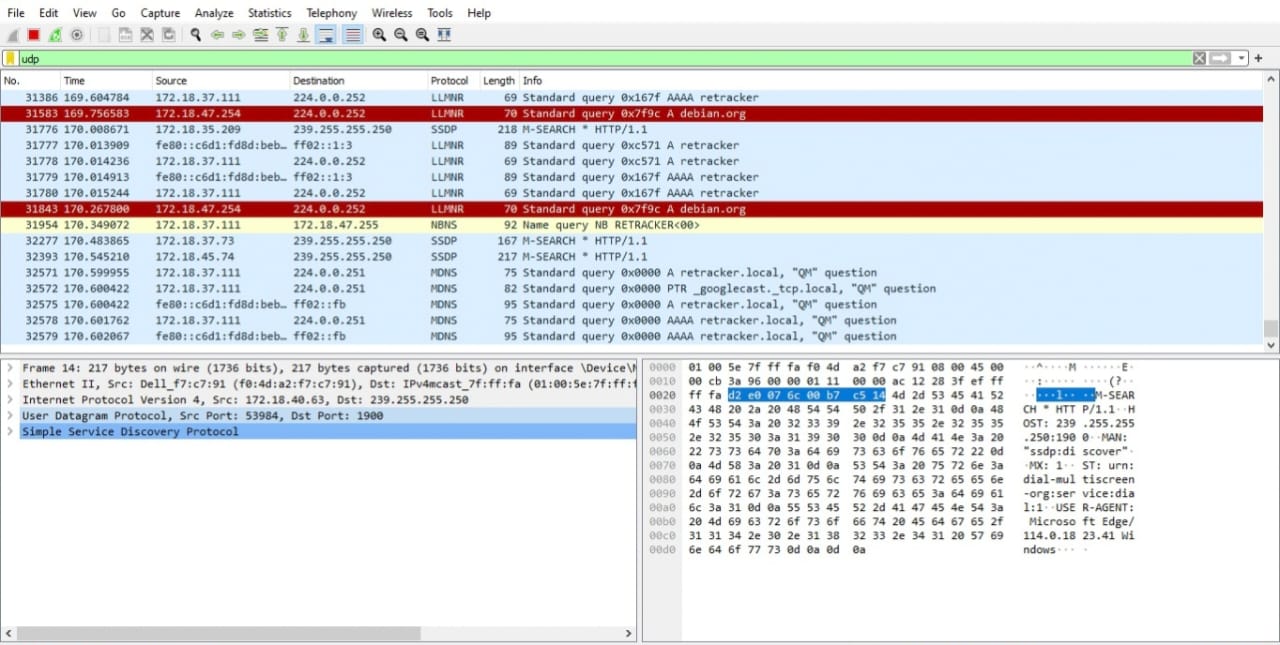 File Edit View Go Capture Analyze Statistics Telephony Wireless Tools Help
udp
No. Time Source Destination Protocol Length Info
31386 169.604784 172.18.37.111 224.0.0.252 LLMNR 69 Standard query 0x167f AAAA retracker
31583 169.756583 172.18.47.254 224.0.0.252 LLMNR 70 Standard query 0x7f9c A debian.org
31776 170.008671 172.18.35.209 239.255.255.250 SSDP 218 M-SEARCH * HTTP/1.1
31777 170.013909 fe80::c6d1:fd8d:beb… ff02::1:3 LLMNR 89 Standard query 0xc571 A retracker
31778 170.014236 172.18.37.111 224.0.0.252 LLMNR 69 Standard query 0xc571 A retracker
31779 170.014913 fe80::c6d1:fd8d:beb… ff02::1:3 LLMNR 89 Standard query 0x167f AAAA retracker
31780 170.015244 172.18.37.111 224.0.0.252 LLMNR 69 Standard query 0x167f AAAA retracker
31843 170.267800 172.18.47.254 224.0.0.252 LLMNR 70 Standard query 0x7f9c A debian.org
31954 170.349072 172.18.37.111 172.18.47.255 NBNS 92 Name query NB RETRACKER<00>
32277 170.483865 172.18.37.73 239.255.255.250 SSDP 167 M-SEARCH * HTTP/1.1
32393 170.545210 172.18.45.74 239.255.255.250 SSDP 217 M-SEARCH * HTTP/1.1
32571 170.599955 172.18.37.111 224.0.0.251 MDNS 75 Standard query 0x0000 A retracker.local, "QM" question
32572 170.600422 172.18.37.111 224.0.0.251 MDNS 82 Standard query 0x0000 PTR _googlecast._tcp.local, "QM" question
32575 170.600422 fe80::c6d1:fd8d:beb… ff02::fb MDNS 95 Standard query 0x0000 A retracker.local, "QM" question
32578 170.601762 172.18.37.111 224.0.0.251 MDNS 75 Standard query 0x0000 AAAA retracker.local, "QM" question
32579 170.602067 fe80::c6d1:fd8d:beb… ff02::fb MDNS 95 Standard query 0x0000 AAAA retracker.local, "QM" question
Frame 14: 217 bytes on wire (1736 bits), 217 bytes captured (1736 bits) on interface \Device\N
Ethernet II, Src: Dell_f7:c7:91 (f0:4d:a2:f7:c7:91), Dst: IPv4mcast_7f:ff:fa (01:00:5e:7f:ff:f
Internet Protocol Version 4, Src: 172.18.40.63, Dst: 239.255.255.250
User Datagram Protocol, Src Port: 53984, Dst Port: 1900
Simple Service Discovery Protocol
0000 01 00 5e 7f ff fa f0 4d a2 f7 c7 91 08 00 45 00 ··^····M ······E·
0010 00 cb 3a 96 00 00 01 11 00 00 ac 12 28 3f ef ff ··:····· ····(?··
0020 ff fa d2 e0 07 6c 00 b7 c5 14 4d 2d 53 45 41 52 ·····l·· ··M-SEAR
0030 43 48 20 2a 20 48 54 54 50 2f 31 2e 31 0d 0a 48 CH * HTT P/1.1··H
0040 4f 53 54 3a 20 32 33 39 2e 32 35 35 2e 32 35 35 OST: 239 .255.255
0050 2e 32 35 30 3a 31 39 30 30 0d 0a 4d 41 4e 3a 20 .250:190 0··MAN:
0060 22 73 73 64 70 3a 64 69 73 63 6f 76 65 72 22 0d "ssdp:di scover"·
0070 0a 4d 58 3a 20 31 0d 0a 53 54 3a 20 75 72 6e 3a ·MX: 1·· ST: urn:
0080 64 69 61 6c 2d 6d 75 6c 74 69 73 63 72 65 65 6e dial-mul tiscreen
0090 2d 6f 72 67 3a 73 65 72 76 69 63 65 3a 64 69 61 -org:ser vice:dia
00a0 6c 3a 31 0d 0a 55 53 45 52 2d 41 47 45 4e 54 3a l:1··USE R-AGENT:
00b0 20 4d 69 63 72 6f 73 6f 66 74 20 45 64 67 65 2f Microso ft Edge/
00c0 31 31 34 2e 30 2e 31 38 32 33 2e 34 31 20 57 69 114.0.18 23.41 Wi
00d0 6e 64 6f 77 73 0d 0a 0d 0a ndows··· ·